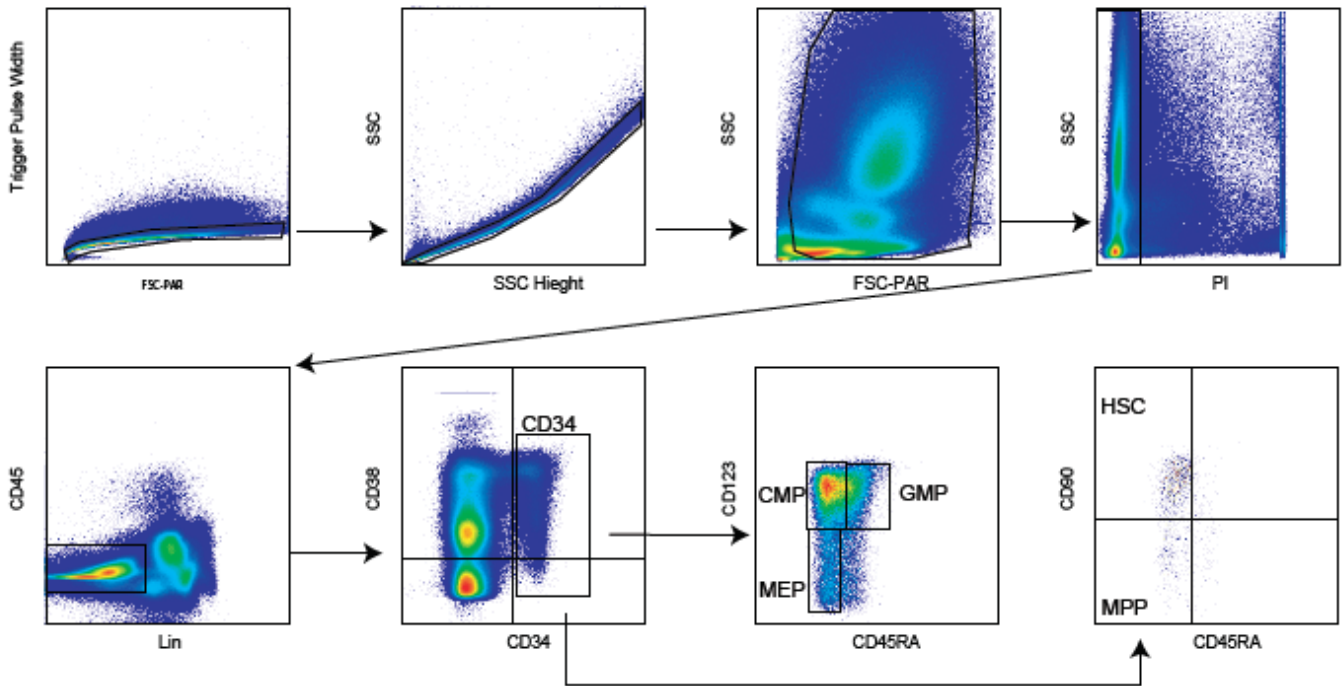 Trigger Pulse Width
FSC-PAR
SSC
SSC Hieght
SSC
FSC-PAR
SSC
PI
CD45
Lin
CD38
CD34
CD34
CD123
CMP
GMP
MEP
CD45RA
CD90
HSC
MPP
CD45RA